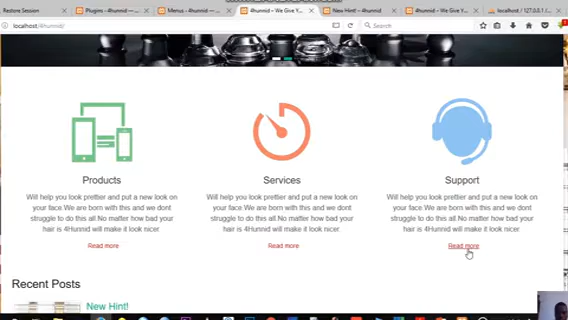 Restore Session
Plugins ‹ 4hunnid —...
Menus ‹ 4hunnid —...
4hunnid – We Give Y...
New Hint! – 4hunnid
4hunnid – We Give Y...
localhost / 127.0.0.1 /...
localhost/4hunnid/
Search
Products
Services
Support
Will help you look prettier and put a new look on
your face.We are born with this and we dont
struggle to do this all.No matter how bad your
hair is 4Hunnid will make it look nicer.
Read more
Will help you look prettier and put a new look on
your face.We are born with this and we dont
struggle to do this all.No matter how bad your
hair is 4Hunnid will make it look nicer.
Read more
Will help you look prettier and put a new look on
your face.We are born with this and we dont
struggle to do this all.No matter how bad your
hair is 4Hunnid will make it look nicer.
Read more
Recent Posts
New Hint!